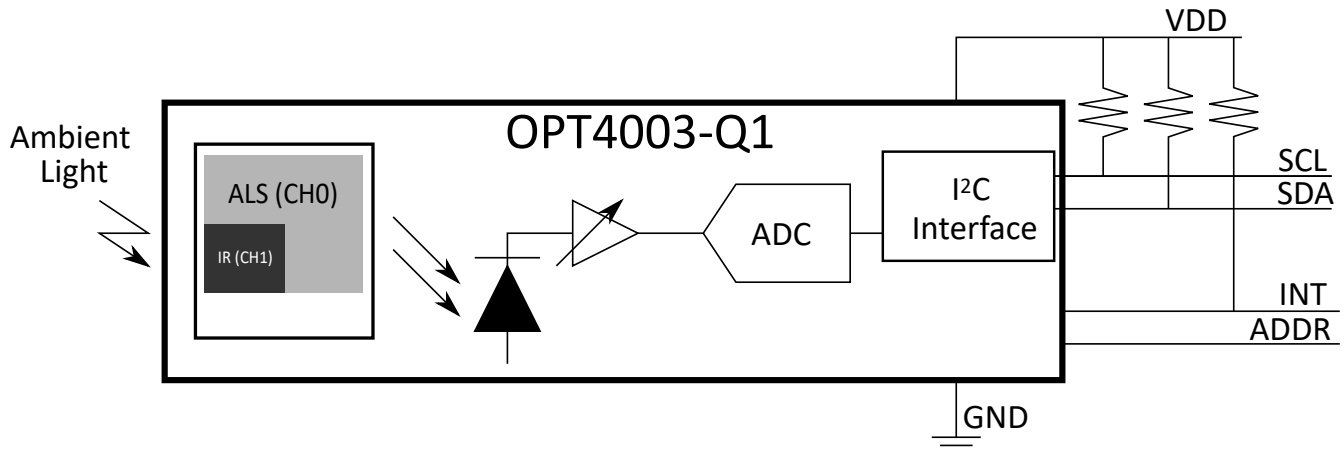 VDD
OPT4003-Q1
Ambient
Light
ALS (CH0)
IR (CH1)
ADC
I²C
Interface
SCL
SDA
INT
ADDR
GND